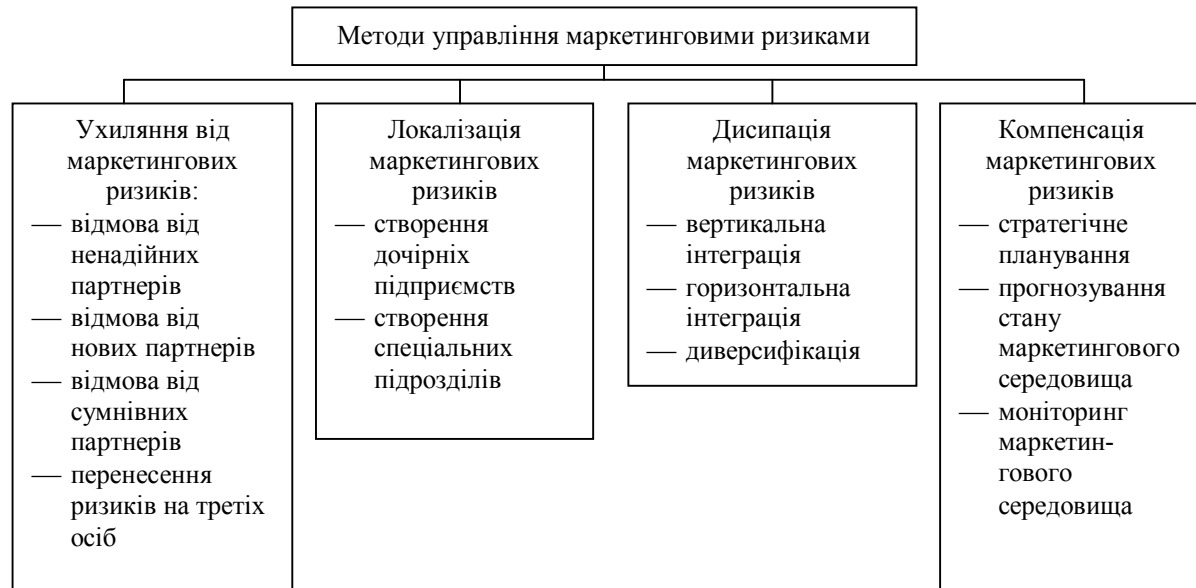 Методи управління маркетинговими ризиками
Ухиляння від
маркетингових
ризиків:
— відмова від
ненадійних
партнерів
— відмова від
нових партнерів
— відмова від
сумнівних
партнерів
— перенесення
ризиків на третіх
осіб
Локалізація
маркетингових
ризиків
— створення
дочірніх
підприємств
— створення
спеціальних
підрозділів
Дисипація
маркетингових
ризиків
— вертикальна
інтеграція
— горизонтальна
інтеграція
— диверсифікація
Компенсація
маркетингових
ризиків
— стратегічне
планування
— прогнозування
стану
маркетингового
середовища
— моніторинг
маркетин-
гового
середовища